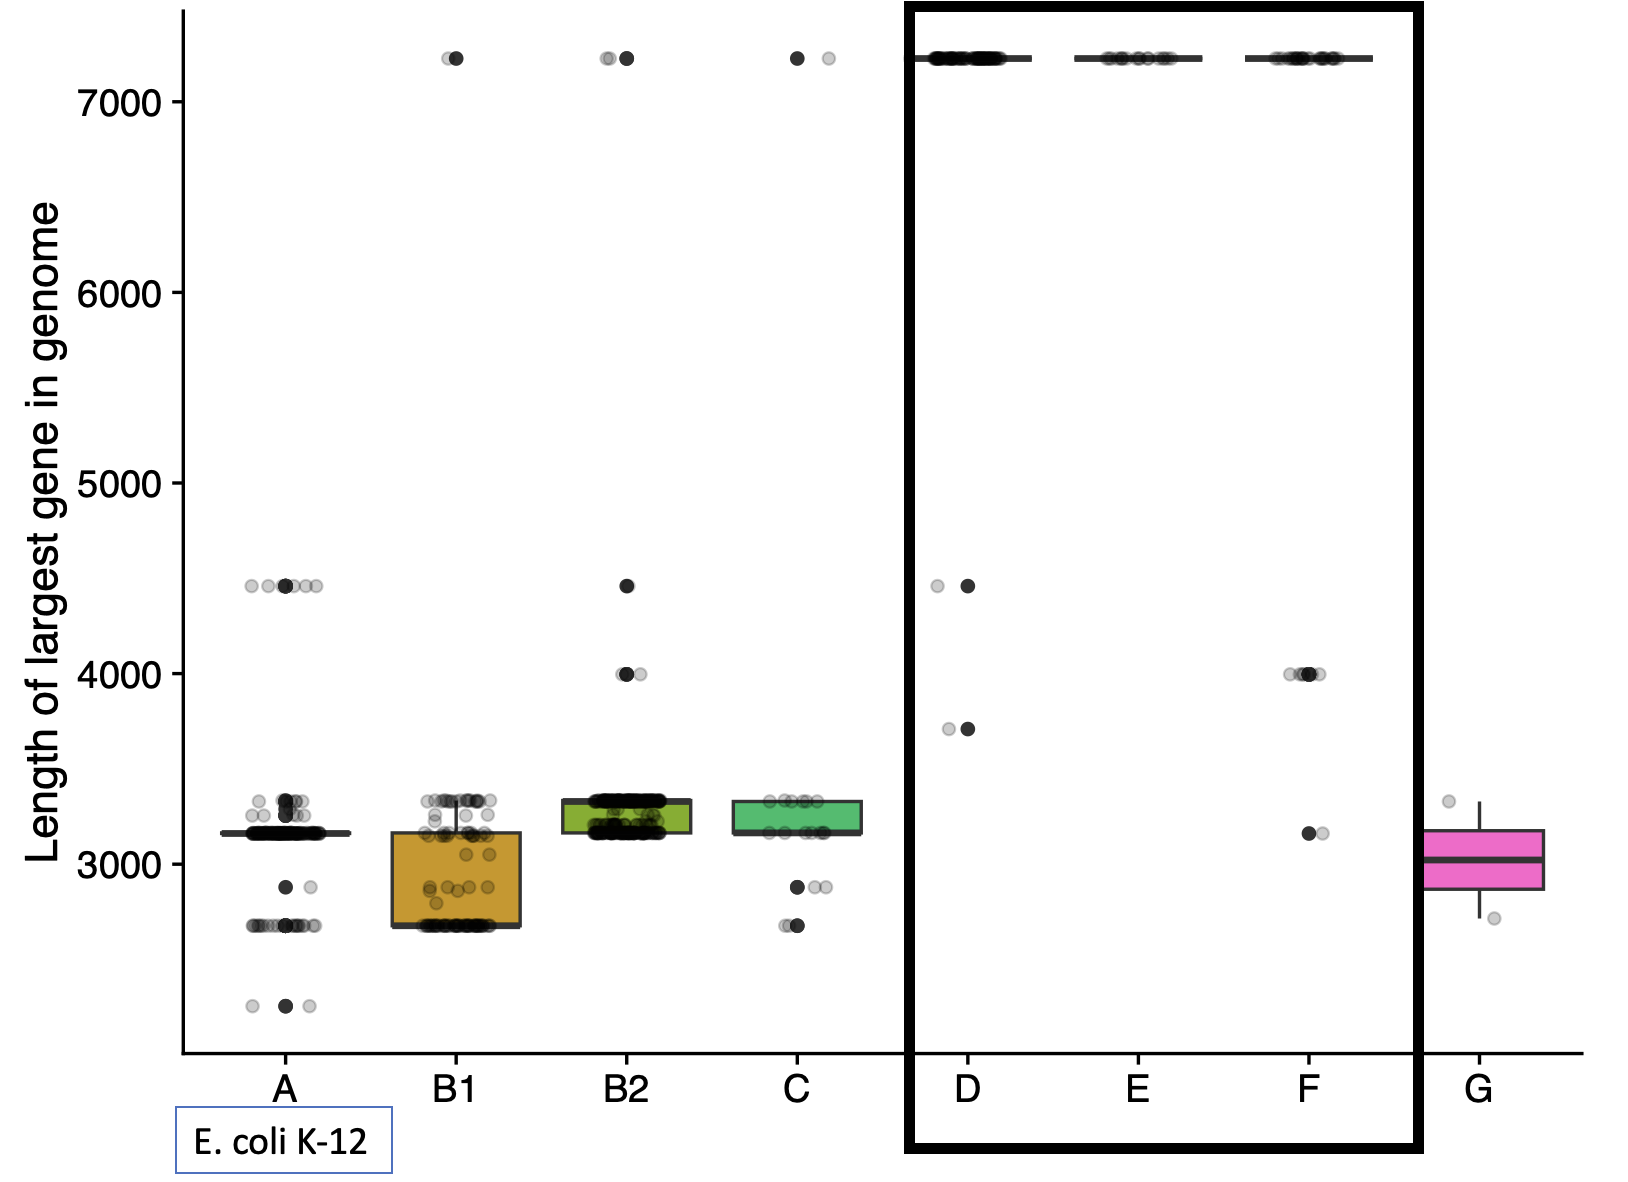 Length of largest gene in genome
7000
6000
5000
4000
3000
A B1 B2 C D E F G
E. coli K-12